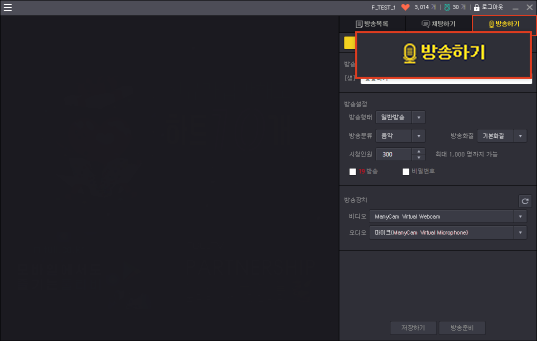 F_TEST_1 3,014 개 30 개 로그아웃
방송목록 채팅하기 방송하기
방송하기
[생]
방송설정
방송형태 일반방송
방송분류 음악 방송화질 기본화질
시청인원 300 최대 1,000 명까지 가능
19 방송 비밀번호
방송장치
비디오 ManyCam Virtual Webcam
오디오 마이크(ManyCam Virtual Microphone)
저장하기 방송준비